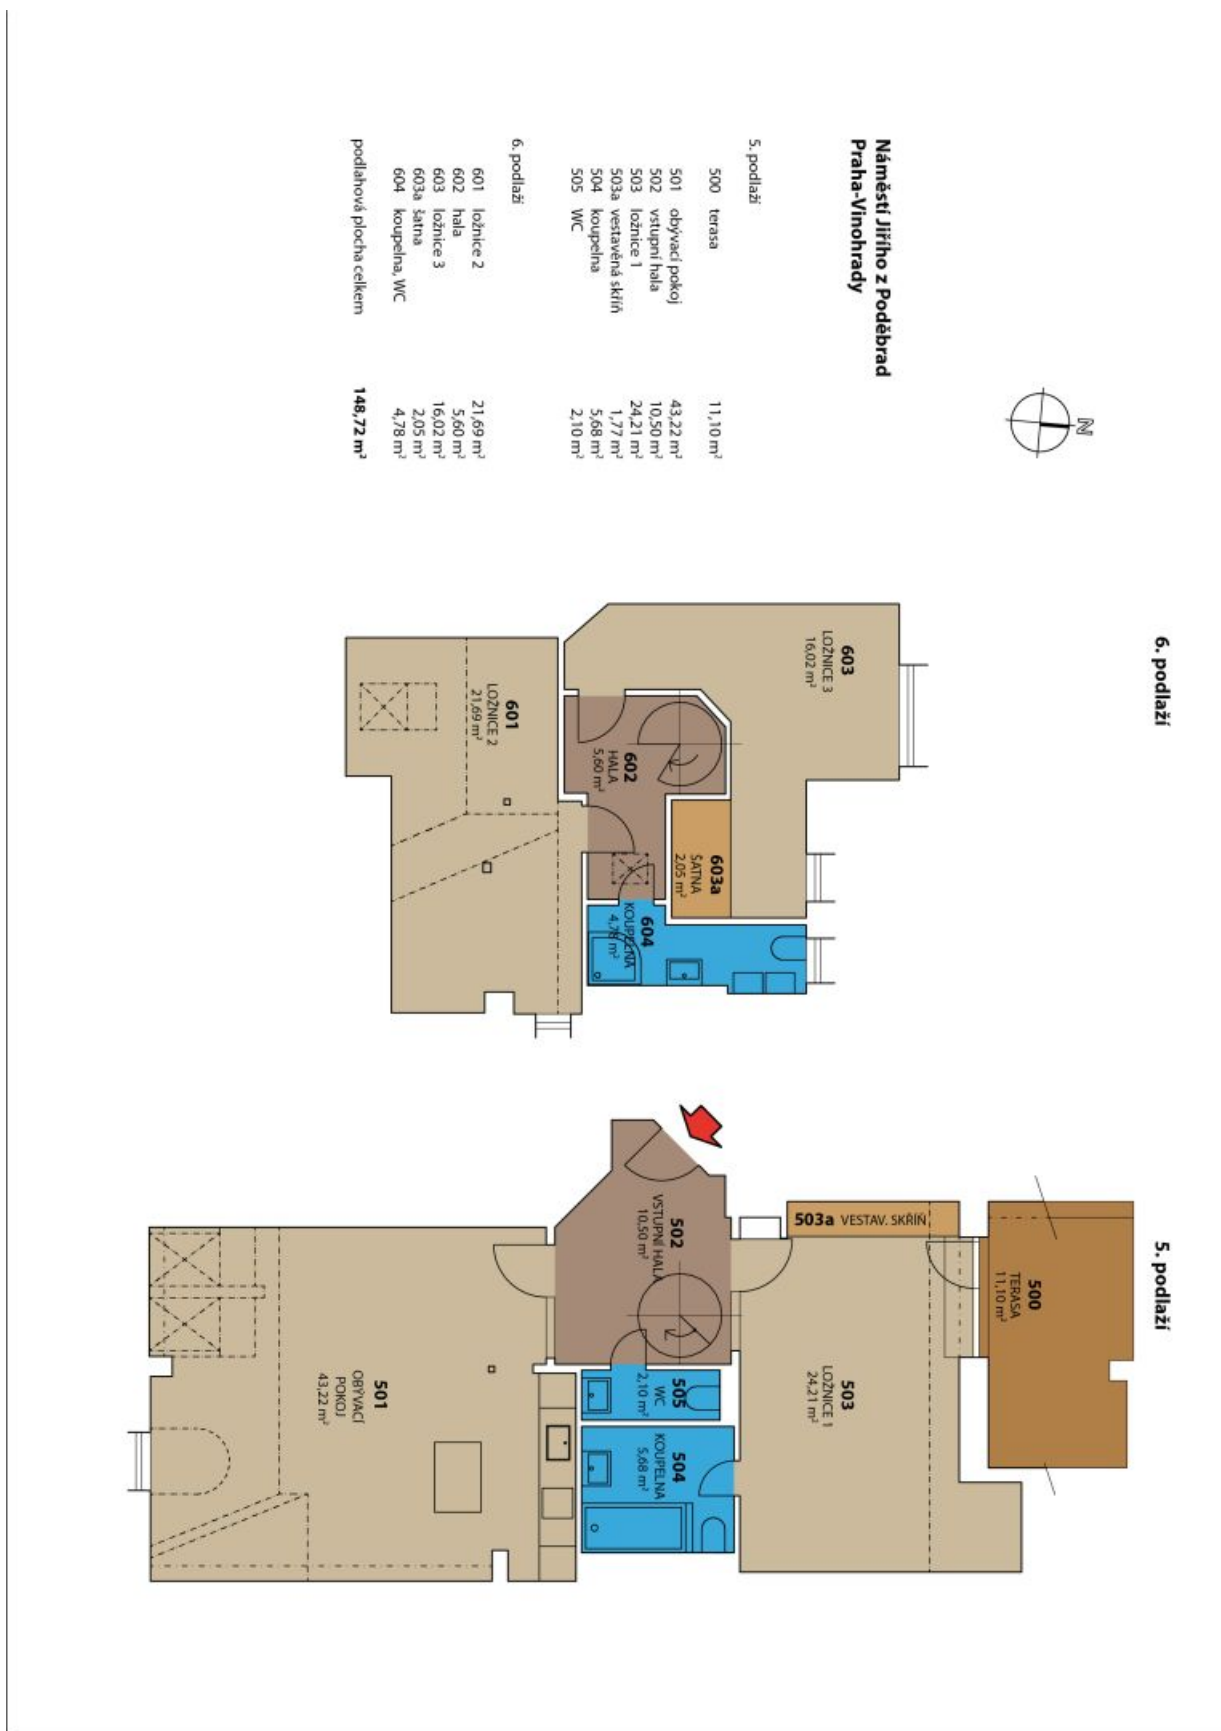 Náměstí Jiřího z Poděbrad
Praha-Vinohrady
N
5. podlaží
500 terasa 11,10 m²
501 obývací pokoj 43,22 m²
502 vstupní hala 10,50 m²
503 ložnice 1 24,21 m²
503a vestavěná skříň 1,77 m²
504 koupelna 5,68 m²
505 WC 2,10 m²
6. podlaží
601 ložnice 2 21,69 m²
602 hala 5,60 m²
603 ložnice 3 16,02 m²
603a šatna 2,05 m²
604 koupelna, WC 4,78 m²
podlahová plocha celkem 148,72 m²
6. podlaží
603
LOŽNICE 3
16,02 m²
603a
ŠATNA
2,05 m²
604
KOUPELNA
4,78 m²
602
HALA
5,60 m²
601
LOŽNICE 2
21,69 m²
5. podlaží
500
TERASA
11,10 m²
503a VESTAV. SKŘÍŇ
503
LOŽNICE 1
24,21 m²
502
VSTUPNÍ HALA
10,50 m²
505
WC
2,10 m²
504
KOUPELNA
5,68 m²
501
OBÝVACÍ
POKOJ
43,22 m²